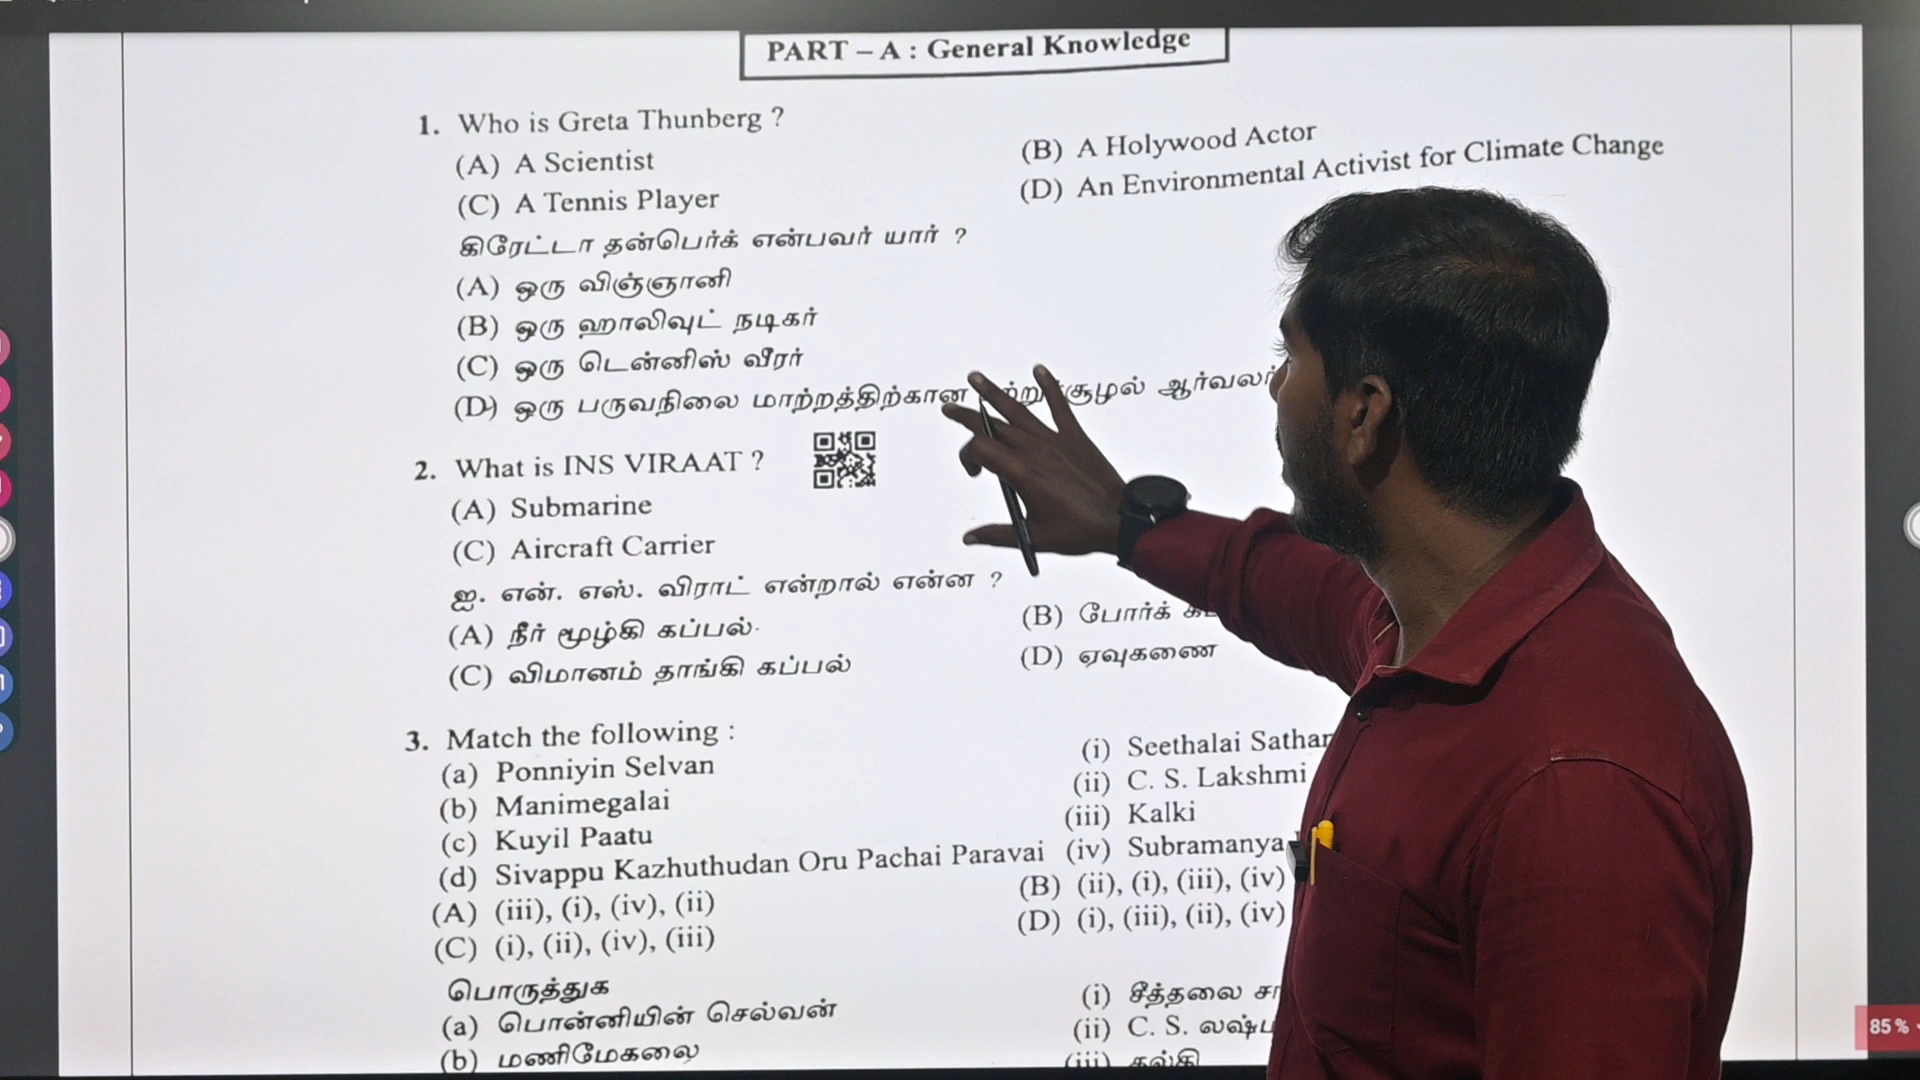 PART – A : General Knowledge
1. Who is Greta Thunberg ?
(A) A Scientist (B) A Holywood Actor
(C) A Tennis Player (D) An Environmental Activist for Climate Change
கிரேட்டா தன்பெர்க் என்பவர் யார் ?
(A) ஒரு விஞ்ஞானி
(B) ஒரு ஹாலிவுட் நடிகர்
(C) ஒரு டென்னிஸ் வீரர்
(D) ஒரு பருவநிலை மாற்றத்திற்கான ஆர்வலர்
2. What is INS VIRAAT ?
(A) Submarine
(C) Aircraft Carrier
ஐ. என். எஸ். விராட் என்றால் என்ன ?
(A) நீர் மூழ்கி கப்பல் (B) போர்க்
(C) விமானம் தாங்கி கப்பல் (D) ஏவுகணை
3. Match the following :
(a) Ponniyin Selvan (i) Seethalai
(b) Manimegalai (ii) C. S. Lakshmi
(c) Kuyil Paatu (iii) Kalki
(d) Sivappu Kazhuthudan Oru Pachai Paravai (iv) Subramanya
(A) (iii), (i), (iv), (ii) (B) (ii), (i), (iii), (iv)
(C) (i), (ii), (iv), (iii) (D) (i), (iii), (ii), (iv)
பொருத்துக
(a) பொன்னியின் செல்வன் (i) சீத்தலை
(b) மணிமேகலை (ii) C. S.
(iii) கல்கி
85 %